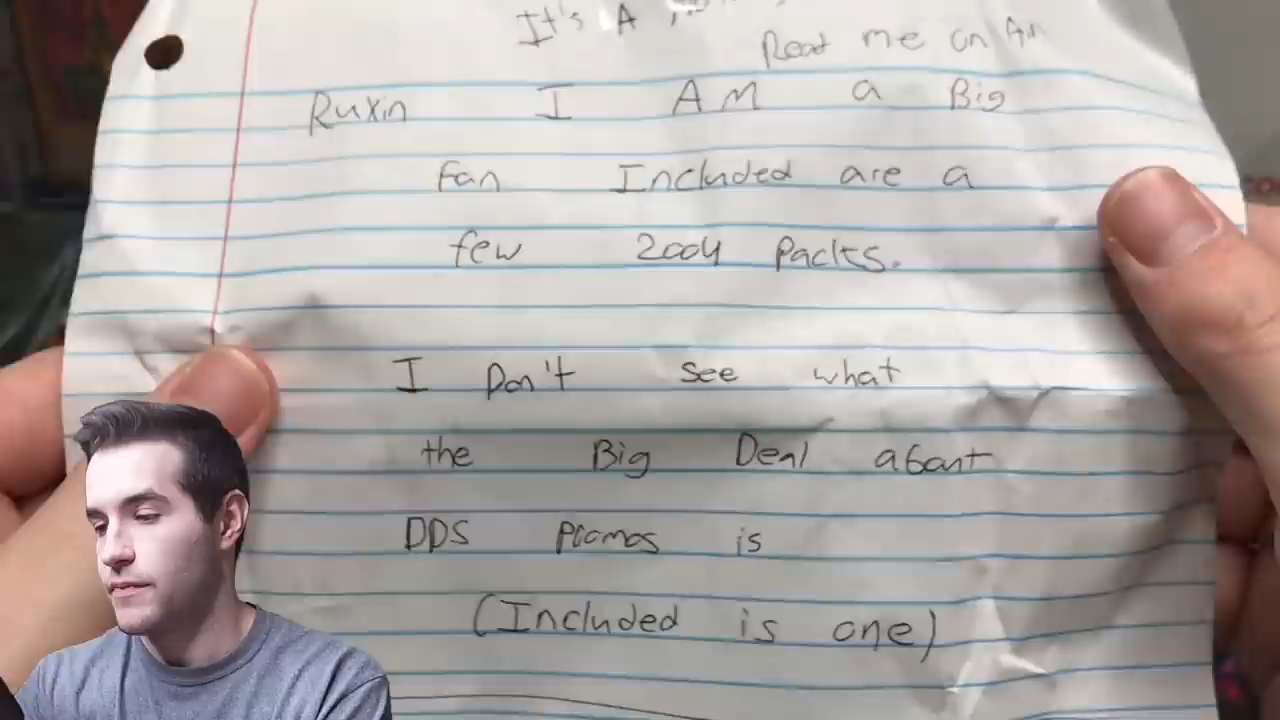 It's A
Read me on
Ruxin I AM a Big
Fan Included are a
few 2004 Packs.
I Don't see what
the Big Deal about
DDS Promos is
(Included is one)